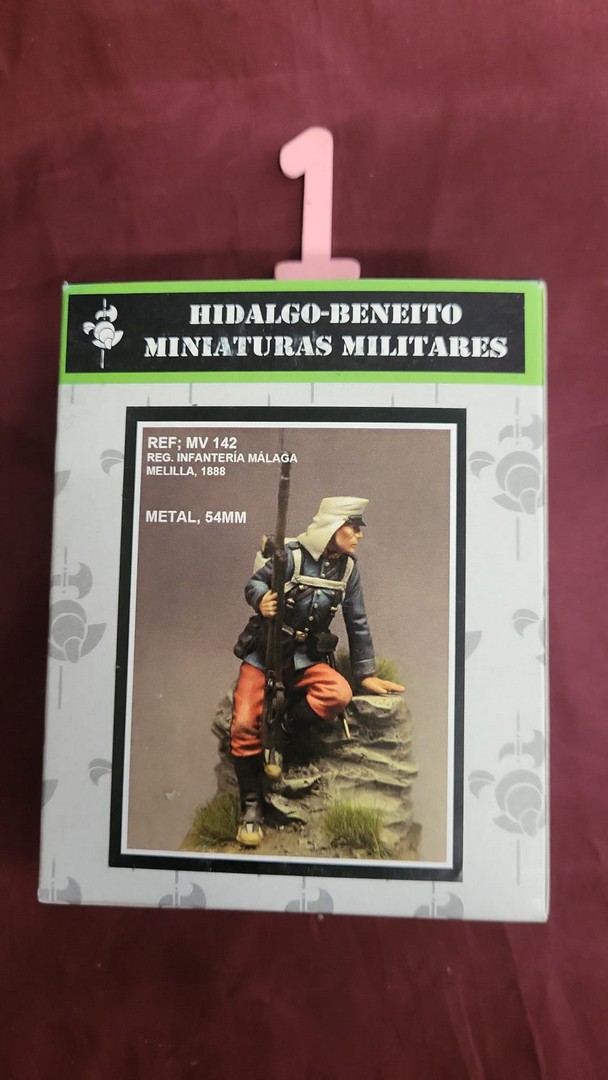 1
HIDALGO-BENEITO
MINIATURAS MILITARES
REF; MV 142
REG. INFANTERÍA MÁLAGA
MELILLA, 1888
METAL, 54MM